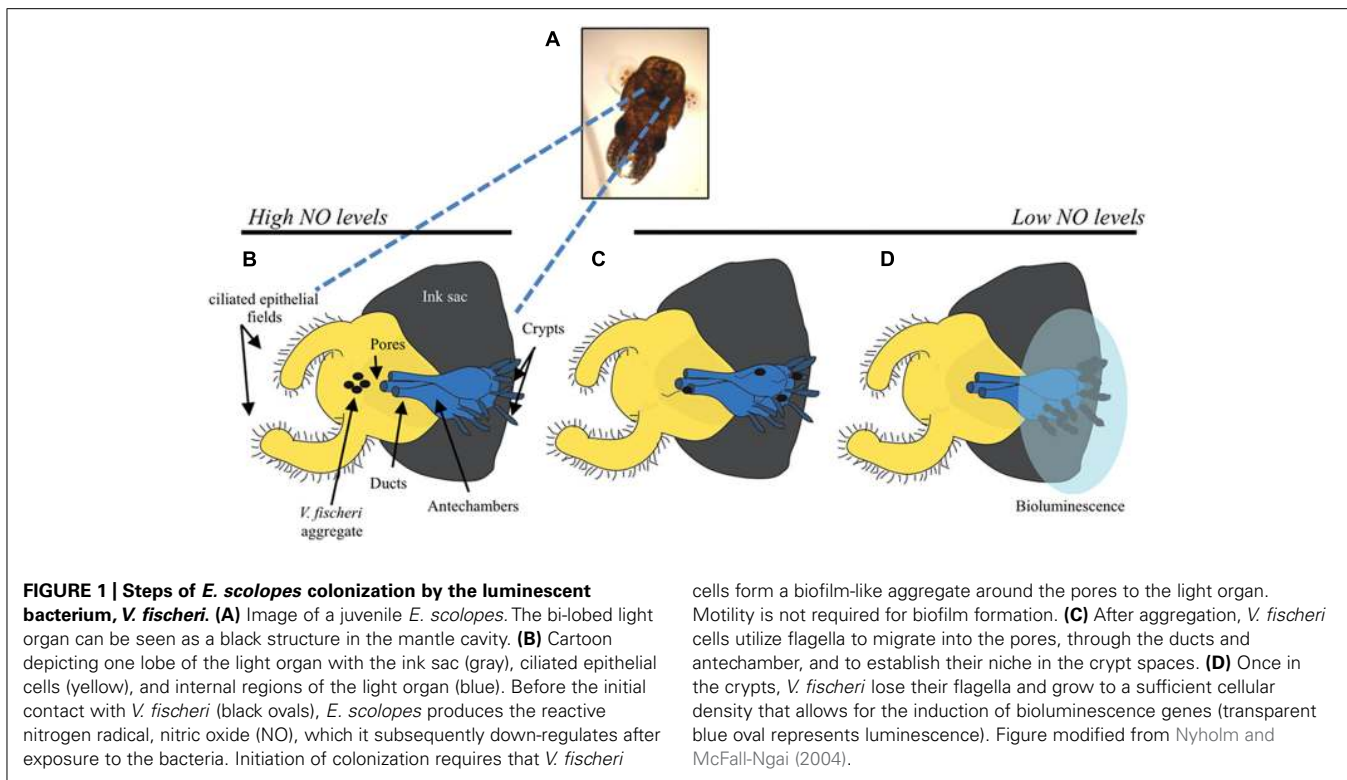 A
High NO levels
Low NO levels
B
C
D
ciliated epithelial
fields
Ink sac
Crypts
Pores
Ducts
Antechambers
V. fischeri
aggregate
Bioluminescence
FIGURE 1 | Steps of E. scolopes colonization by the luminescent
bacterium, V. fischeri. (A) Image of a juvenile E. scolopes. The bi-lobed light
organ can be seen as a black structure in the mantle cavity. (B) Cartoon
depicting one lobe of the light organ with the ink sac (gray), ciliated epithelial
cells (yellow), and internal regions of the light organ (blue). Before the initial
contact with V. fischeri (black ovals), E. scolopes produces the reactive
nitrogen radical, nitric oxide (NO), which it subsequently down-regulates after
exposure to the bacteria. Initiation of colonization requires that V. fischeri
cells form a biofilm-like aggregate around the pores to the light organ.
Motility is not required for biofilm formation. (C) After aggregation, V. fischeri
cells utilize flagella to migrate into the pores, through the ducts and
antechamber, and to establish their niche in the crypt spaces. (D) Once in
the crypts, V. fischeri lose their flagella and grow to a sufficient cellular
density that allows for the induction of bioluminescence genes (transparent
blue oval represents luminescence). Figure modified from Nyholm and
McFall-Ngai (2004).